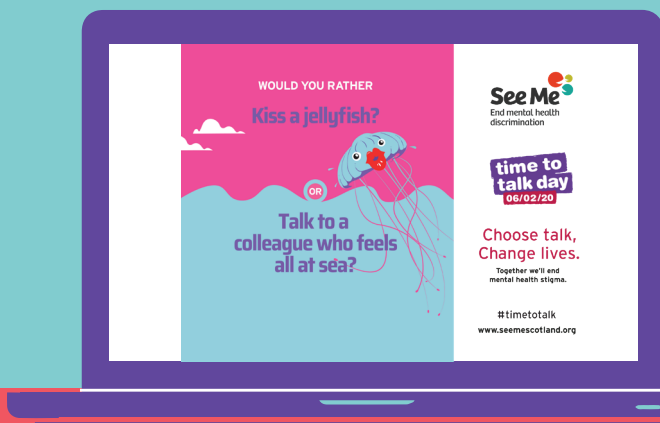 WOULD YOU RATHER
Kiss a jellyfish?
OR
Talk to a
colleague who feels
all at sea?
See Me
End mental health
discrimination
time to
talk day
06/02/20
Choose talk,
Change lives.
Together we'll end
mental health stigma.
#timetotalk
www.seemescotland.org